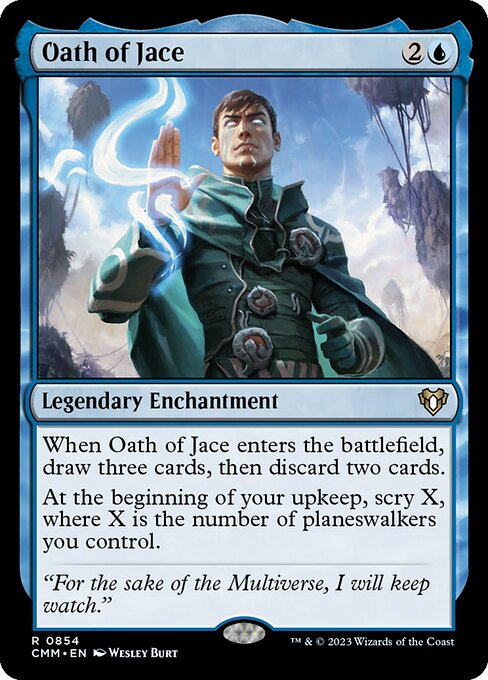 Oath of Jace 2
Legendary Enchantment
When Oath of Jace enters the battlefield,
draw three cards, then discard two cards.
At the beginning of your upkeep, scry X,
where X is the number of planeswalkers
you control.
“For the sake of the Multiverse, I will keep
watch.”
R 0854 ™ & © 2023 Wizards of the Coast
CMM • EN Wesley Burt